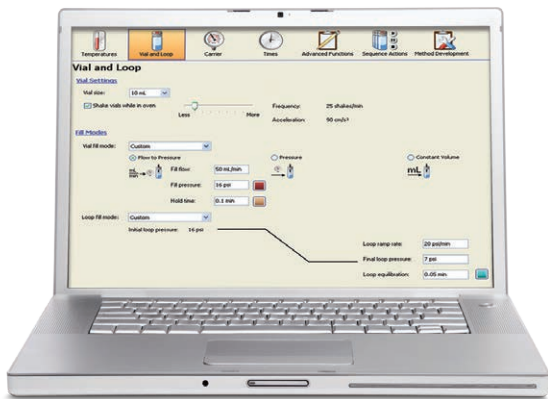 Temperatures Vial and Loop Carrier Times Advanced Functions Sequence Actions Method Development
Vial and Loop
Vial Settings
Vial size: 10 mL
Shake vials while in oven
Less More
Frequency: 25 shakes/min
Acceleration: 90 cm/s²
Fill Modes
Vial fill mode: Custom
Flow to Pressure Pressure Constant Volume
mL
min
mL
Fill flow: 50 mL/min
Fill pressure: 16 psi
Hold time: 0.1 min
Loop fill mode: Custom
Initial loop pressure: 16 psi
Loop ramp rate: 20 psi/min
Final loop pressure: 7 psi
Loop equilibration: 0.05 min